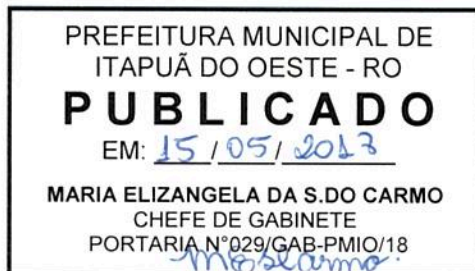 PREFEITURA MUNICIPAL DE
ITAPUÃ DO OESTE - RO
PUBLICADO
EM: 15 / 05 /
MARIA ELIZANGELA DA S.DO CARMO
CHEFE DE GABINETE
PORTARIA N°029/GAB-PMIO/18